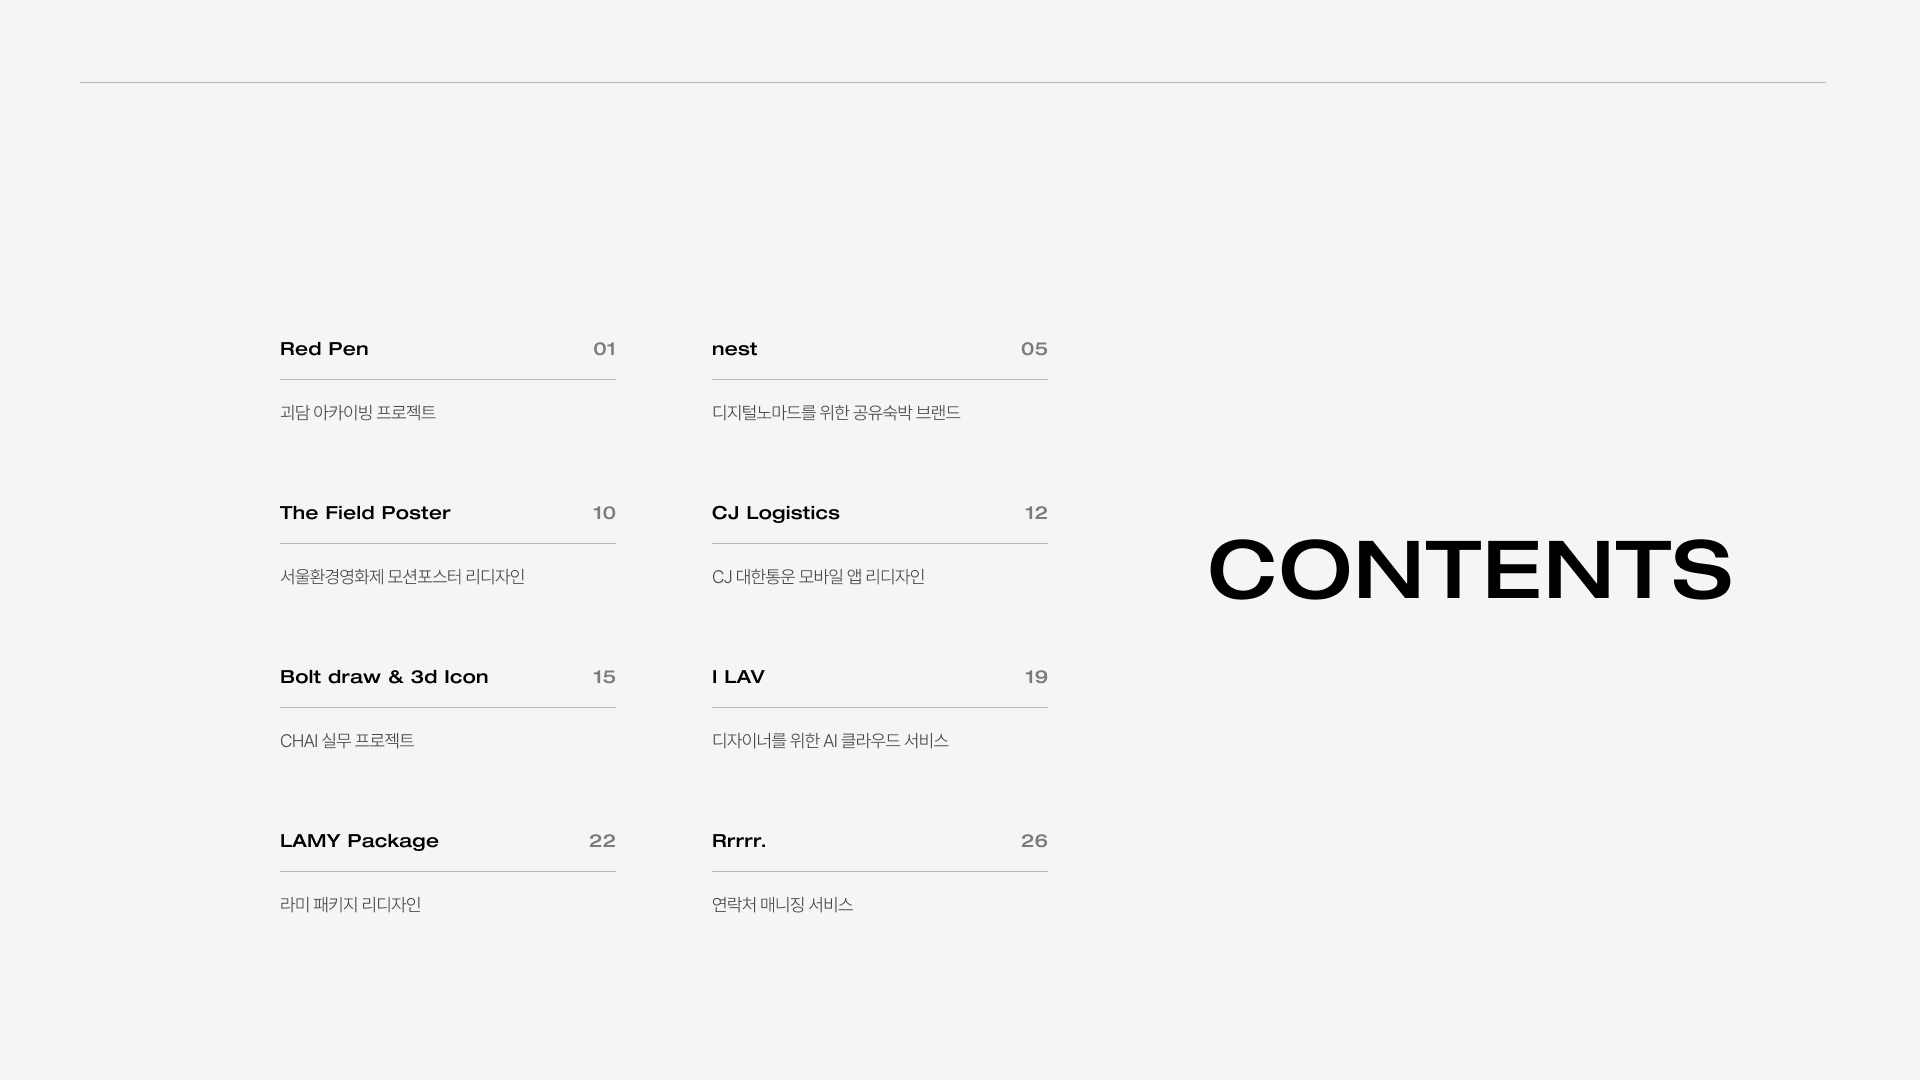 Red Pen 01
괴담 아카이빙 프로젝트
nest 05
디지털노마드를 위한 공유숙박 브랜드
The Field Poster 10
서울환경영화제 모션포스터 리디자인
CJ Logistics 12
CJ 대한통운 모바일 앱 리디자인
Bolt draw & 3d Icon 15
CHAI 실무 프로젝트
I LAV 19
디자이너를 위한 AI 클라우드 서비스
LAMY Package 22
라미 패키지 리디자인
Rrrrr. 26
연락처 매니징 서비스
CONTENTS